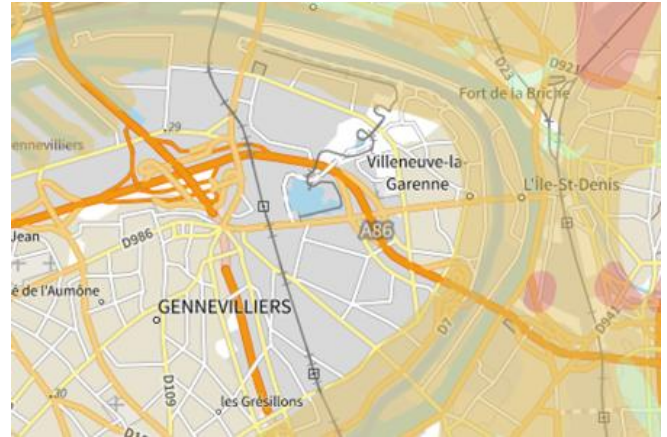 D921
D23
Fort de la Briche
.29
Gennevilliers
Villeneuve-la-
Garenne
L'Île-St-Denis
Jean
D986
A86
é de l'Aumône
GENNEVILLIERS
D7
D941
D109
.30
les Grésillons